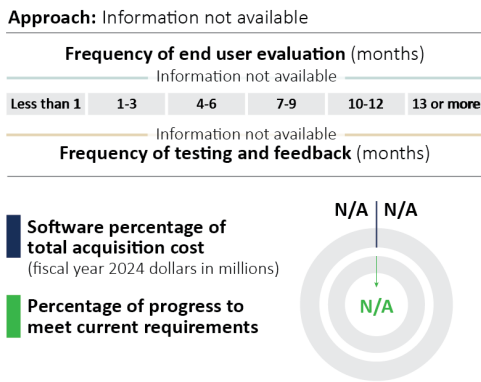 Approach: Information not available
Frequency of end user evaluation (months)
Information not available
Less than 1 1-3 4-6 7-9 10-12 13 or more
Information not available
Frequency of testing and feedback (months)
N/A N/A
Software percentage of
total acquisition cost
(fiscal year 2024 dollars in millions)
Percentage of progress to
meet current requirements
N/A